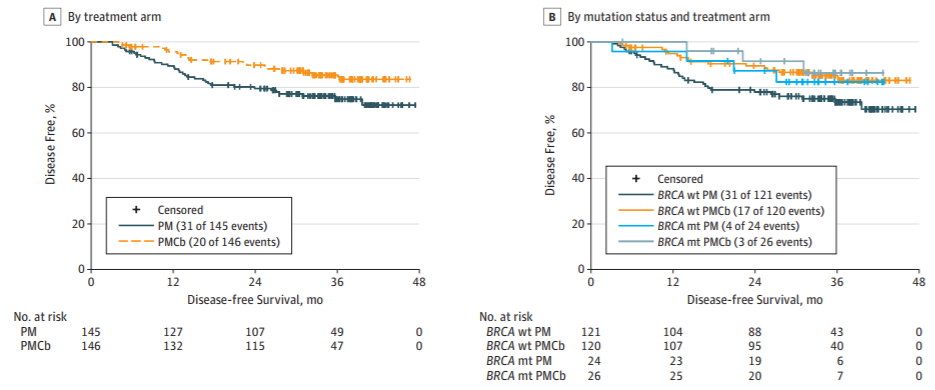 A By treatment arm
100
80
60
40
20
0
Disease Free, %
Censored
PM (31 of 145 events)
PMCb (20 of 146 events)
0 12 24 36 48
Disease-free Survival, mo
No. at risk
PM 145 127 107 49 0
PMCb 146 132 115 47 0
B By mutation status and treatment arm
100
80
60
40
20
0
Disease Free, %
Censored
BRCA wt PM (31 of 121 events)
BRCA wt PMCb (17 of 120 events)
BRCA mt PM (4 of 24 events)
BRCA mt PMCb (3 of 26 events)
0 12 24 36 48
Disease-free Survival, mo
No. at risk
BRCA wt PM 121 104 88 43 0
BRCA wt PMCb 120 107 95 40 0
BRCA mt PM 24 23 19 6 0
BRCA mt PMCb 26 25 20 7 0